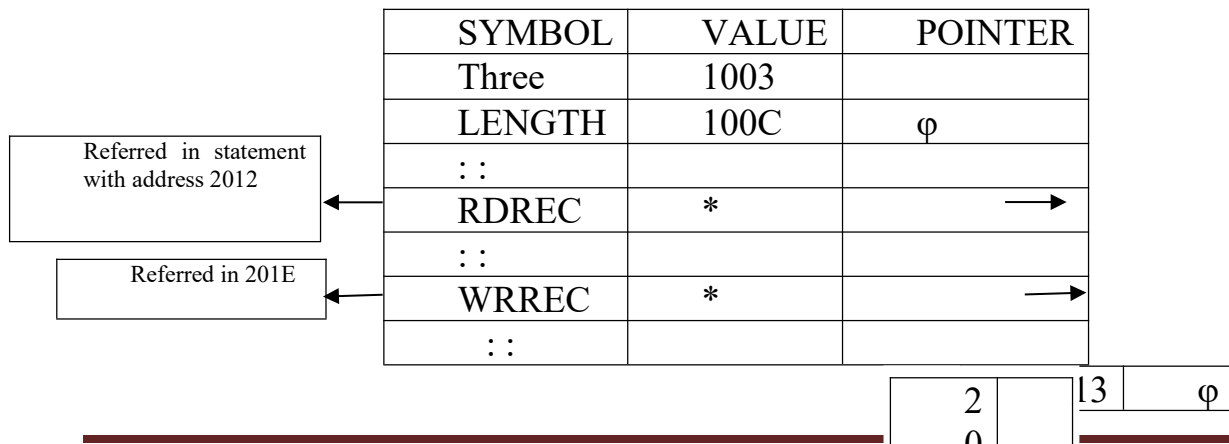 SYMBOL VALUE POINTER
Three 1003
LENGTH 100C φ
Referred in statement
with address 2012
: :
RDREC *
: :
Referred in 201E
WRREC *
: :
13 φ
2
0